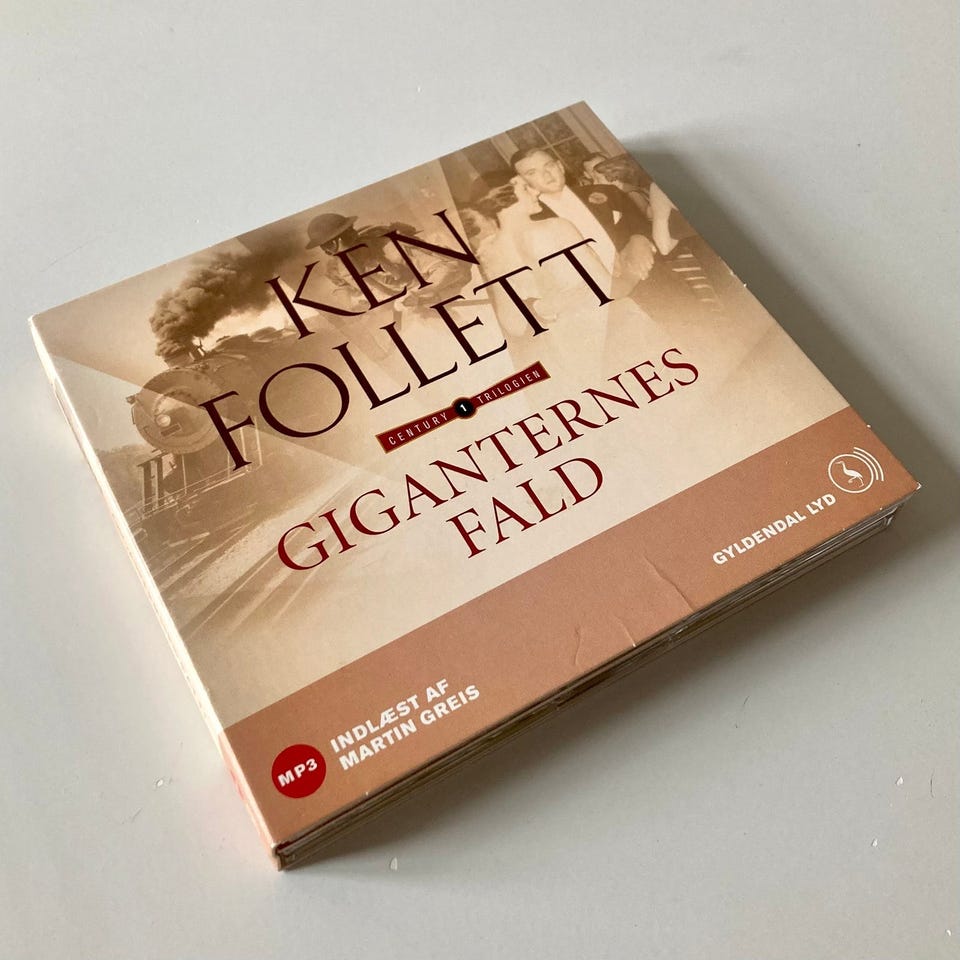 KEN
FOLLETT
CENTURY 1 TRILOGIEN
GIGANTERNES
FALD
GYLDENDAL LYD
MP3
INDLÆST AF
MARTIN GREIS